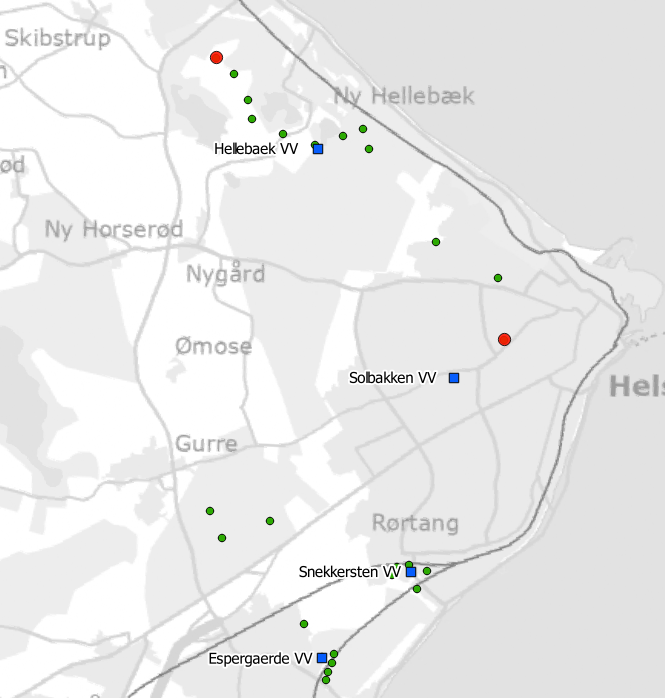 Skibstrup
n
Ny Hellebæk
Hellebaek VV
ød
Ny Horserød
Nygård
Ømose
Solbakken VV
Hels
Gurre
Rørtang
Snekkersten VV
Espergaerde VV